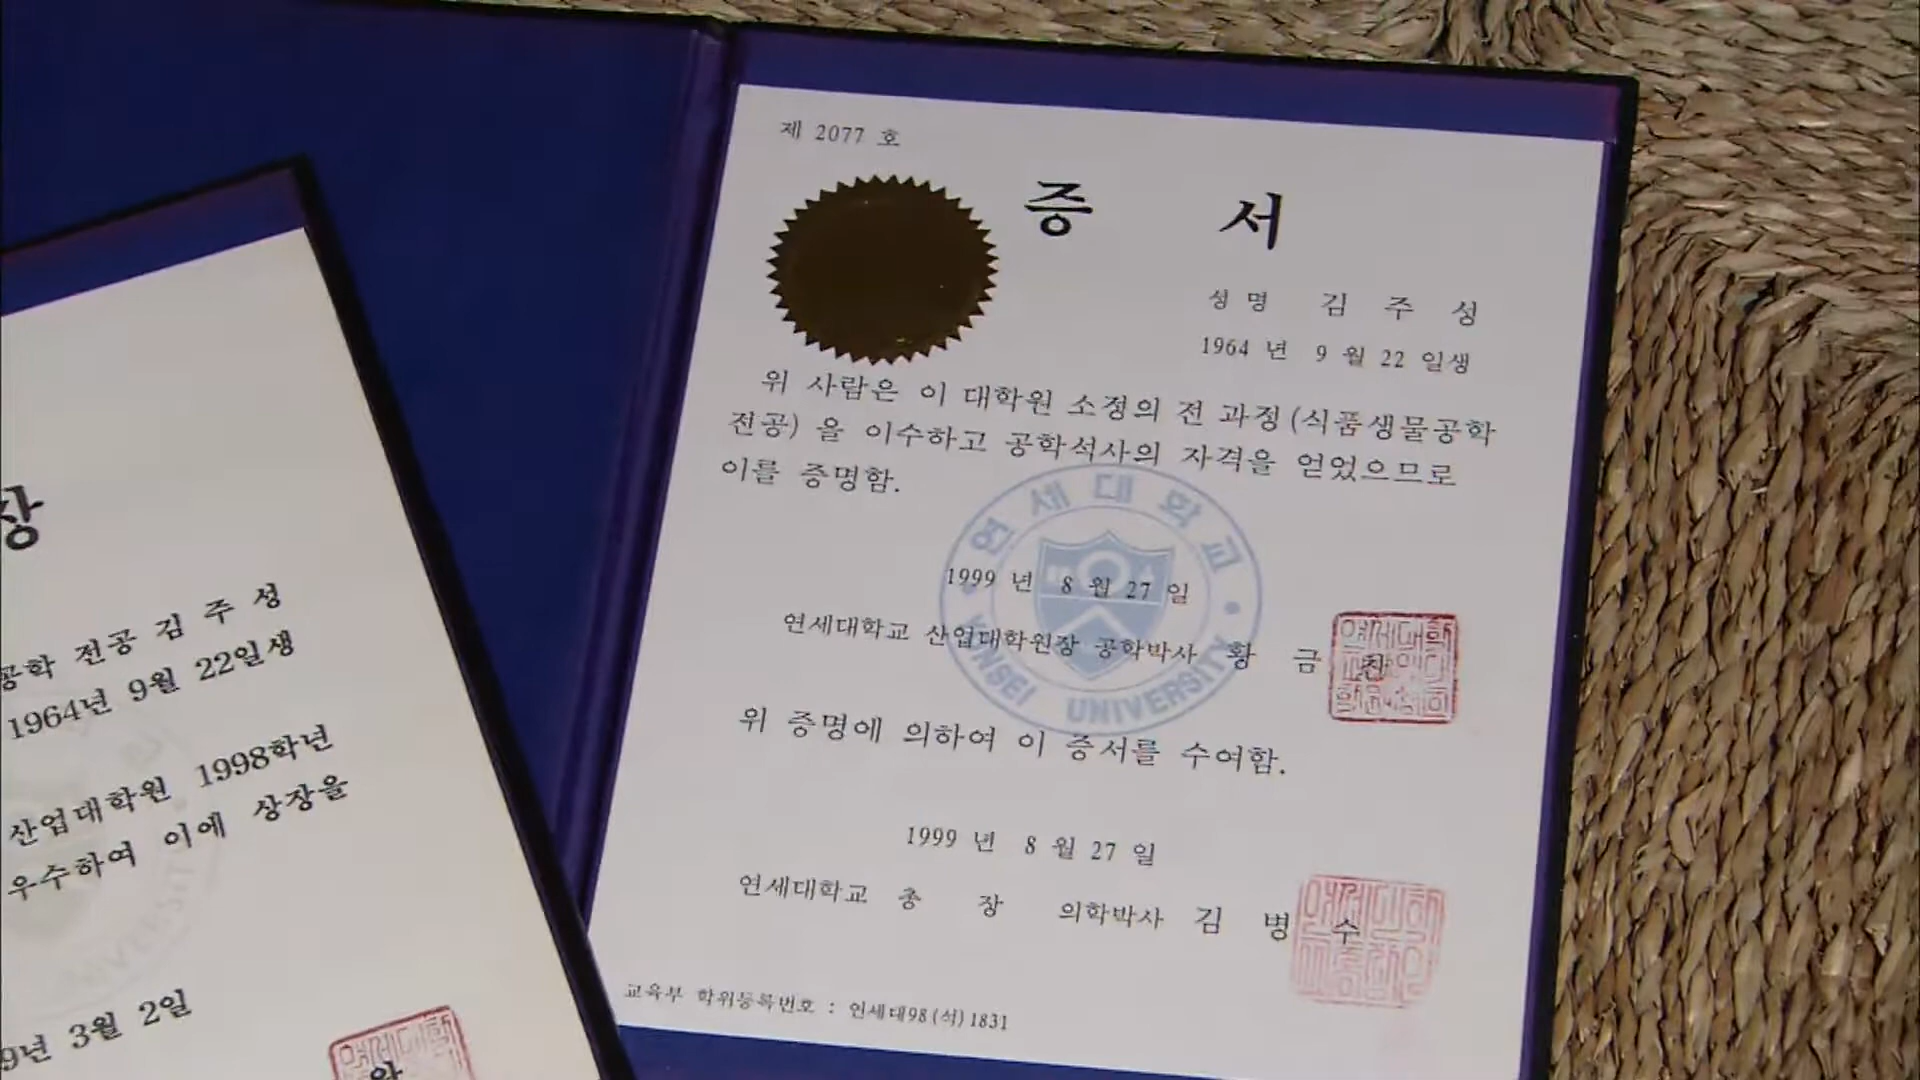 제 2077 호
증 서
성 명 김 주 성
1964 년 9 월 22 일생
위 사람은 이 대학원 소정의 전 과정(식품생물공학
전공) 을 이수하고 공학석사의 자격을 얻었으므로
이를 증명함.
연세대학교
1999 년 8 월 27 일
연세대학교 산업대학원장 공학박사 황 금 찬
UNIVERSITY
위 증명에 의하여 이 증서를 수여함.
1999 년 8 월 27 일
연세대학교 총 장 의학박사 김 병 수
교육부 학위등록번호 : 연세대98(석)1831
장
공학 전공 김 주 성
1964년 9월 22일생
산업대학원 1998학년
우수하여 이에 상장을
9년 3월 2일